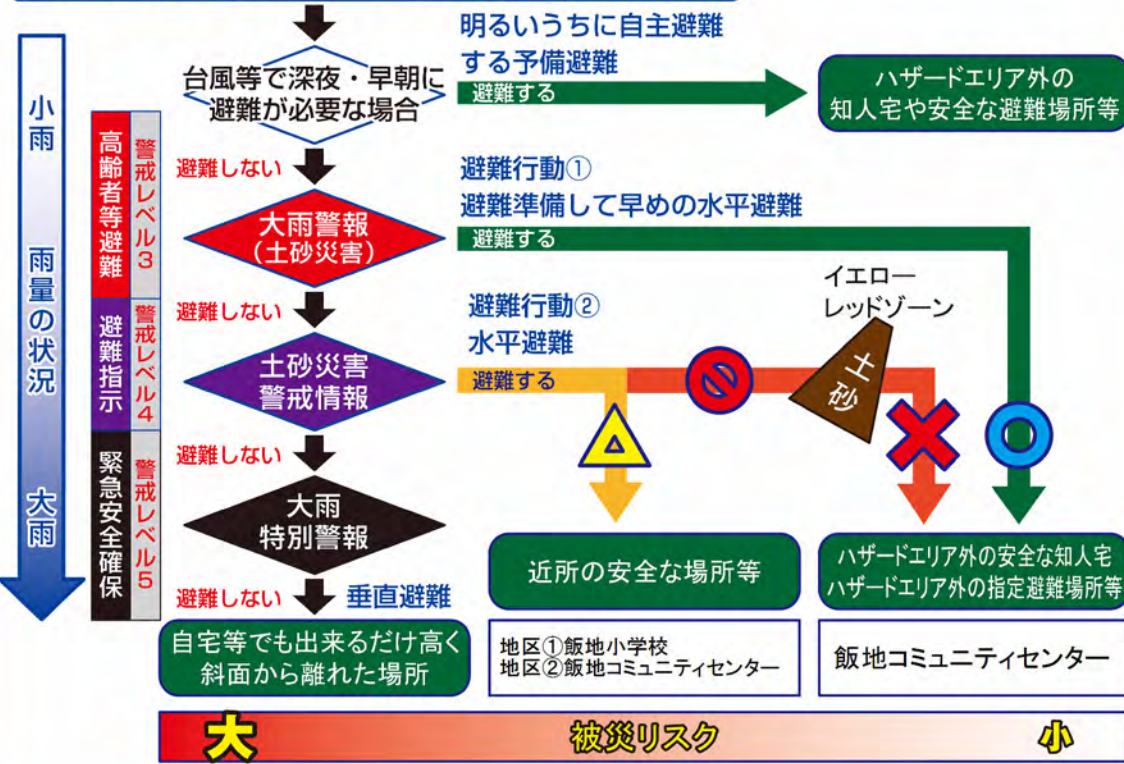 明るいうちに自主避難
する予備避難
台風等で深夜・早朝に
避難が必要な場合
避難する
ハザードエリア外の
知人宅や安全な避難場所等
小雨
雨量の状況
大雨
高齢者等避難
警戒レベル3
避難しない
避難行動①
避難準備して早めの水平避難
大雨警報
(土砂災害)
避難する
イエロー
レッドゾーン
避難指示
警戒レベル4
避難しない
避難行動②
水平避難
土砂災害
警戒情報
避難する
土砂
緊急安全確保
警戒レベル5
避難しない
大雨
特別警報
近所の安全な場所等
ハザードエリア外の安全な知人宅
ハザードエリア外の指定避難場所等
避難しない
垂直避難
自宅等でも出来るだけ高く
斜面から離れた場所
地区①飯地小学校
地区②飯地コミュニティセンター
飯地コミュニティセンター
大
被災リスク
小